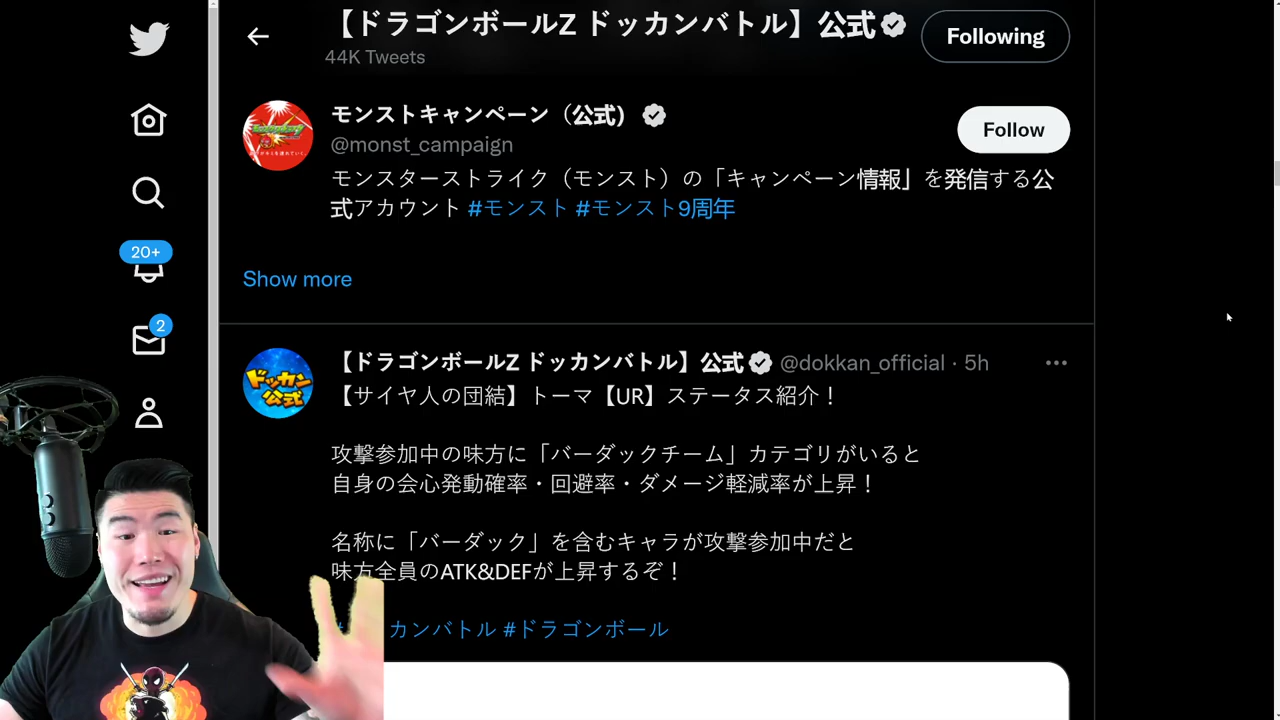 【ドラゴンボールZ ドッカンバトル】公式
44K Tweets
Following
モンストキャンペーン（公式)
@monst_campaign
Follow
モンスターストライク（モンスト）の「キャンペーン情報」を発信する公
式アカウント #モンスト #モンスト9周年
20+
Show more
2
【ドラゴンボールZ ドッカンバトル】公式 @dokkan_official · 5h
ドッカン
公式
【サイヤ人の団結】トーマ【UR】ステータス紹介！
攻撃参加中の味方に「バーダックチーム」カテゴリがいると
自身の会心発動確率・回避率・ダメージ軽減率が上昇！
名称に「バーダック」を含むキャラが攻撃参加中だと
味方全員のATK&DEFが上昇するぞ！
カンバトル #ドラゴンボール